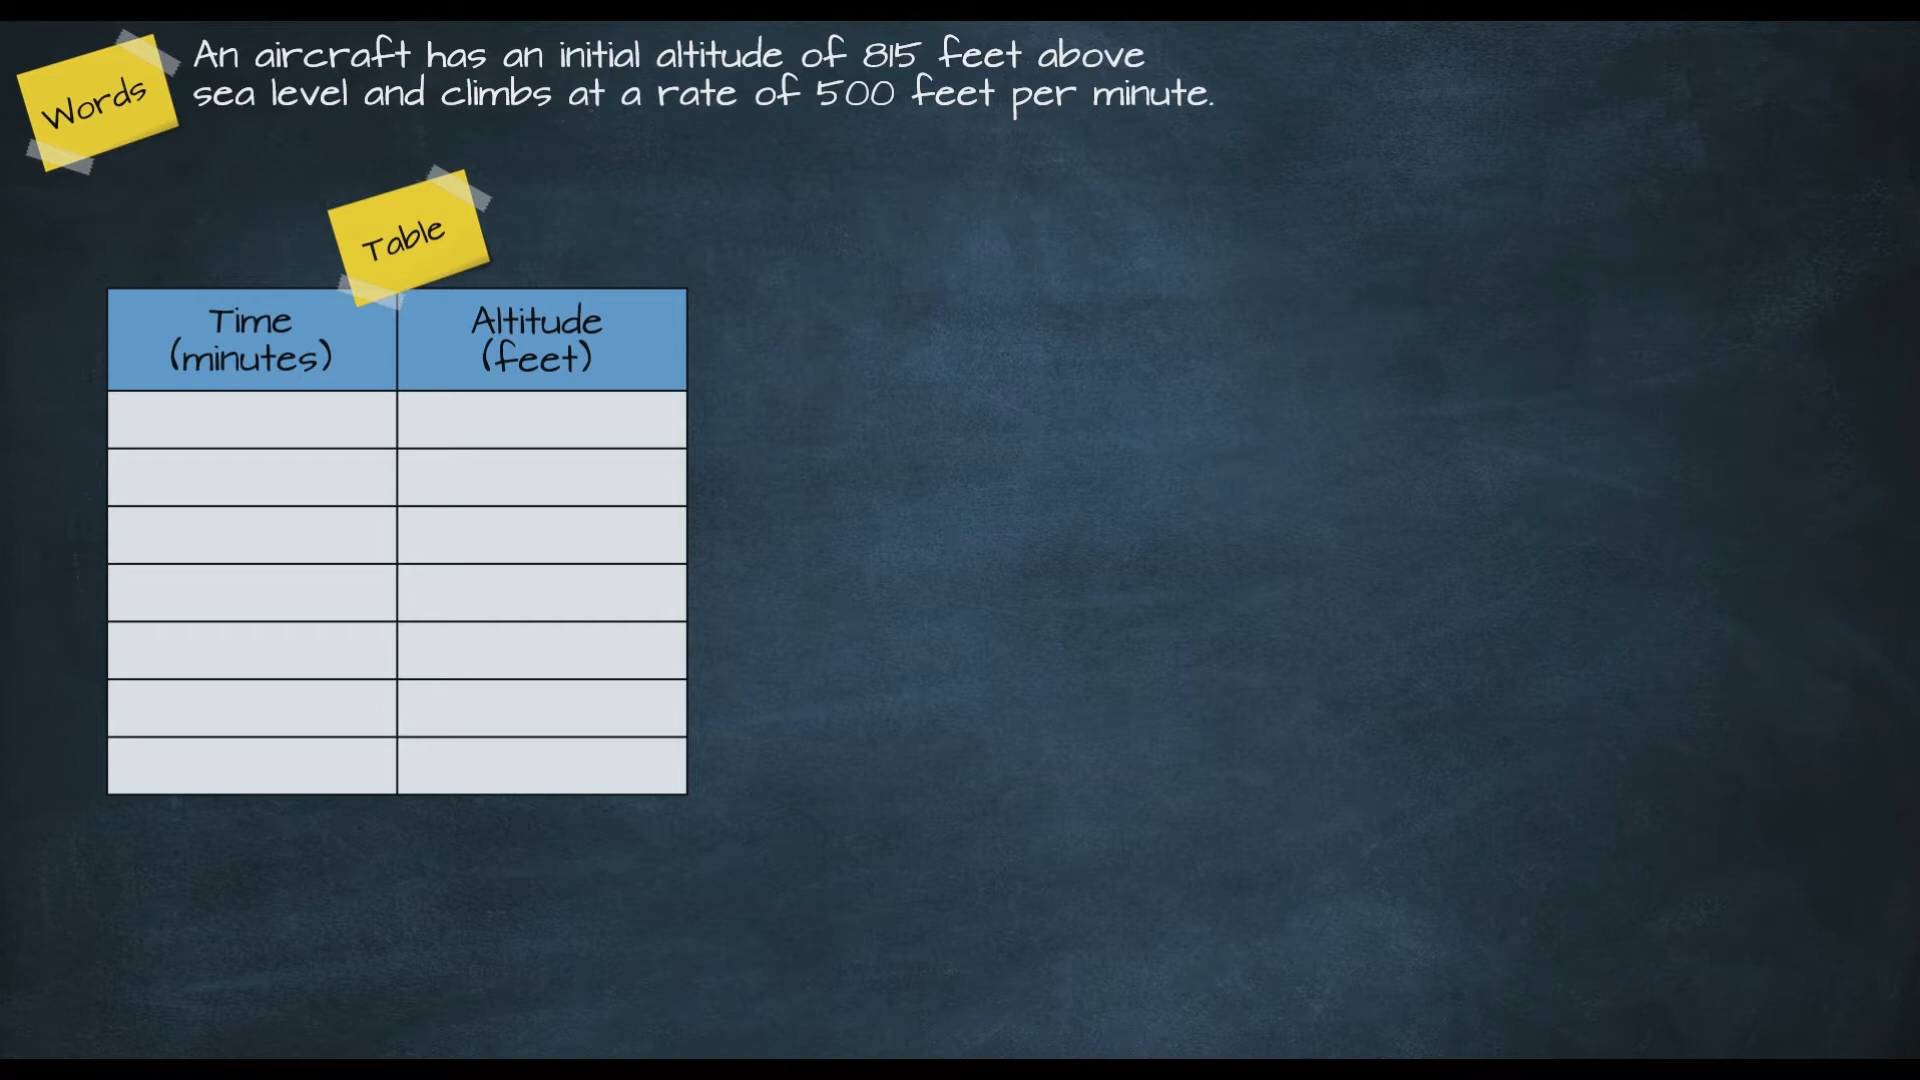 Words
An aircraft has an initial altitude of 815 feet above
sea level and climbs at a rate of 500 feet per minute.
Table
Time
(minutes)
Altitude
(feet)